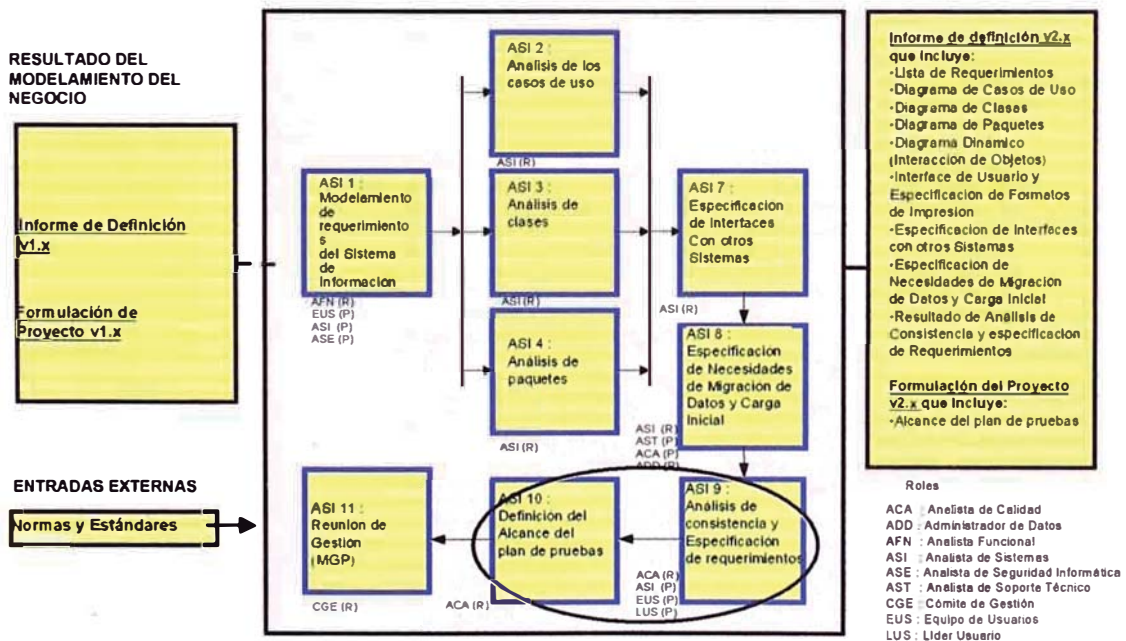 RESULTADO DEL
MODELAMIENTO DEL
NEGOCIO
Informe de Definición
v1.x
Formulación de
Proyecto v1.x
ENTRADAS EXTERNAS
Normas y Estándares
ASI 1 :
Modelamiento
de
requerimiento
s
del Sistema
de
Información
AFN (R)
EUS (P)
ASI (P)
ASE (P)
ASI 2 :
Analisis de los
casos de uso
ASI (R)
ASI 3 :
Análisis de
clases
ASI (R)
ASI 4 :
Análisis de
paquetes
ASI (R)
ASI 7 :
Especificacion
de Interfaces
Con otros
Sistemas
ASI (R)
ASI 8 :
Especificacion
de Necesidades
de Migración de
Datos y Carga
Inicial
ASI (R)
AST (P)
ACA (P)
ADD (R)
ASI 9 :
Análisis de
consistencia y
Especificación
de requerimientos
ACA (R)
ASI (P)
EUS (P)
LUS (P)
ASI 10 :
Definición del
Alcance del
plan de pruebas
ACA (R)
ASI 11 :
Reunion de
Gestión
(MGP)
CGE (R)
Informe de definición v2.x
que Incluye:
•Lista de Requerimientos
•Diagrama de Casos de Uso
•Diagrama de Clases
•Diagrama de Paquetes
•Diagrama Dinamico
(Interacción de Objetos)
•Interface de Usuario y
Especificacion de Formatos
de Impresion
•Especificacion de Interfaces
con otros Sistamas
•Especificacion de
Necesidades de Migración
de Datos y Carga Inicial
•Resultado de Análisis de
Consistencia y especificacion
de Requerimientos
Formulación del Proyecto
v2.x que Incluye:
•Alcance del plan de pruebas
Roles
ACA : Analista de Calidad
ADD : Administrador de Datos
AFN : Analista Funcional
ASI : Analista de Sistemas
ASE : Analista de Seguridad Informática
AST : Analista de Soporte Técnico
CGE : Cómite de Gestión
EUS : Equipo de Usuarios
LUS : Lider Usuario